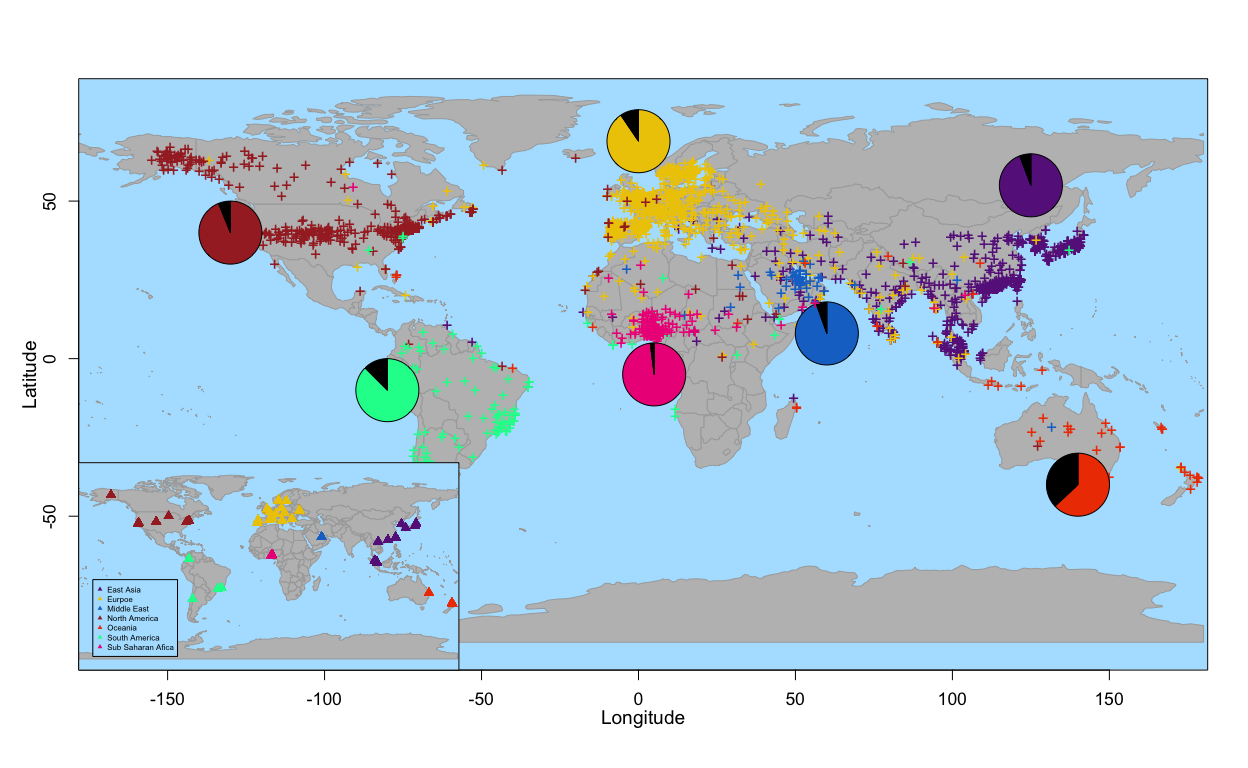 Latitude
50
0
-50
East Asia
Eurpoe
Middle East
North America
Oceania
South America
Sub Saharan Afica
-150
-100
-50
0
50
100
150
Longitude